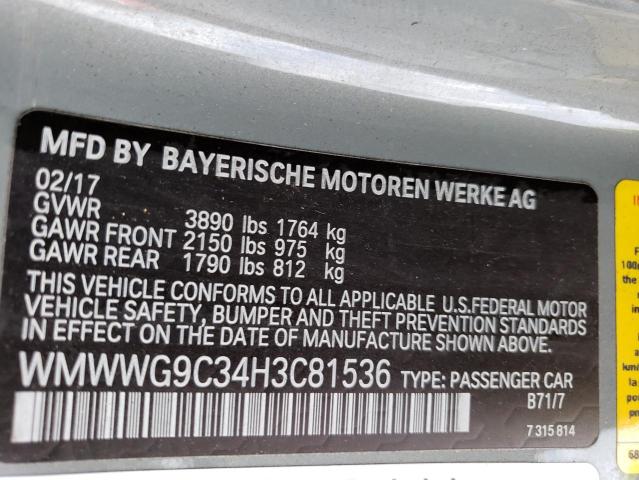 MFD BY BAYERISCHE MOTOREN WERKE AG
02/17
GVWR 3890 lbs 1764 kg
GAWR FRONT 2150 lbs 975 kg
GAWR REAR 1790 lbs 812 kg
THIS VEHICLE CONFORMS TO ALL APPLICABLE U.S.FEDERAL MOTOR
VEHICLE SAFETY, BUMPER AND THEFT PREVENTION STANDARDS
IN EFFECT ON THE DATE OF MANUFACTURE SHOWN ABOVE.
WMWWG9C34H3C81536 TYPE: PASSENGER CAR
B71/7
7 315 814
the
in
la